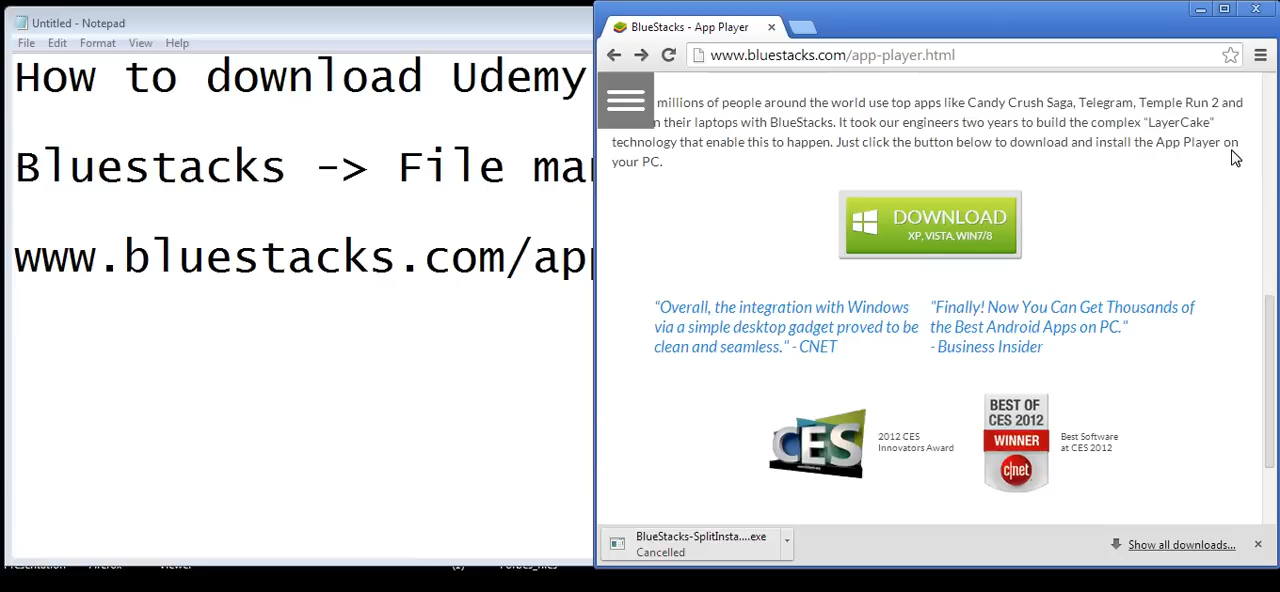 Untitled - Notepad
File Edit Format View Help
How to download Udemy
Bluestacks -> File ma
www.bluestacks.com/ap
BlueStacks - App Player
www.bluestacks.com/app-player.html
millions of people around the world use top apps like Candy Crush Saga, Telegram, Temple Run 2 and
n their laptops with BlueStacks. It took our engineers two years to build the complex “LayerCake”
technology that enable this to happen. Just click the button below to download and install the App Player on
your PC.
DOWNLOAD
XP, VISTA, WIN7/8
"Overall, the integration with Windows
via a simple desktop gadget proved to be
clean and seamless." - CNET
"Finally! Now You Can Get Thousands of
the Best Android Apps on PC."
- Business Insider
CES
2012 CES
Innovators Award
BEST OF
CES 2012
WINNER
c|net
Best Software
at CES 2012
BlueStacks-SplitInsta....exe
Cancelled
Show all downloads...